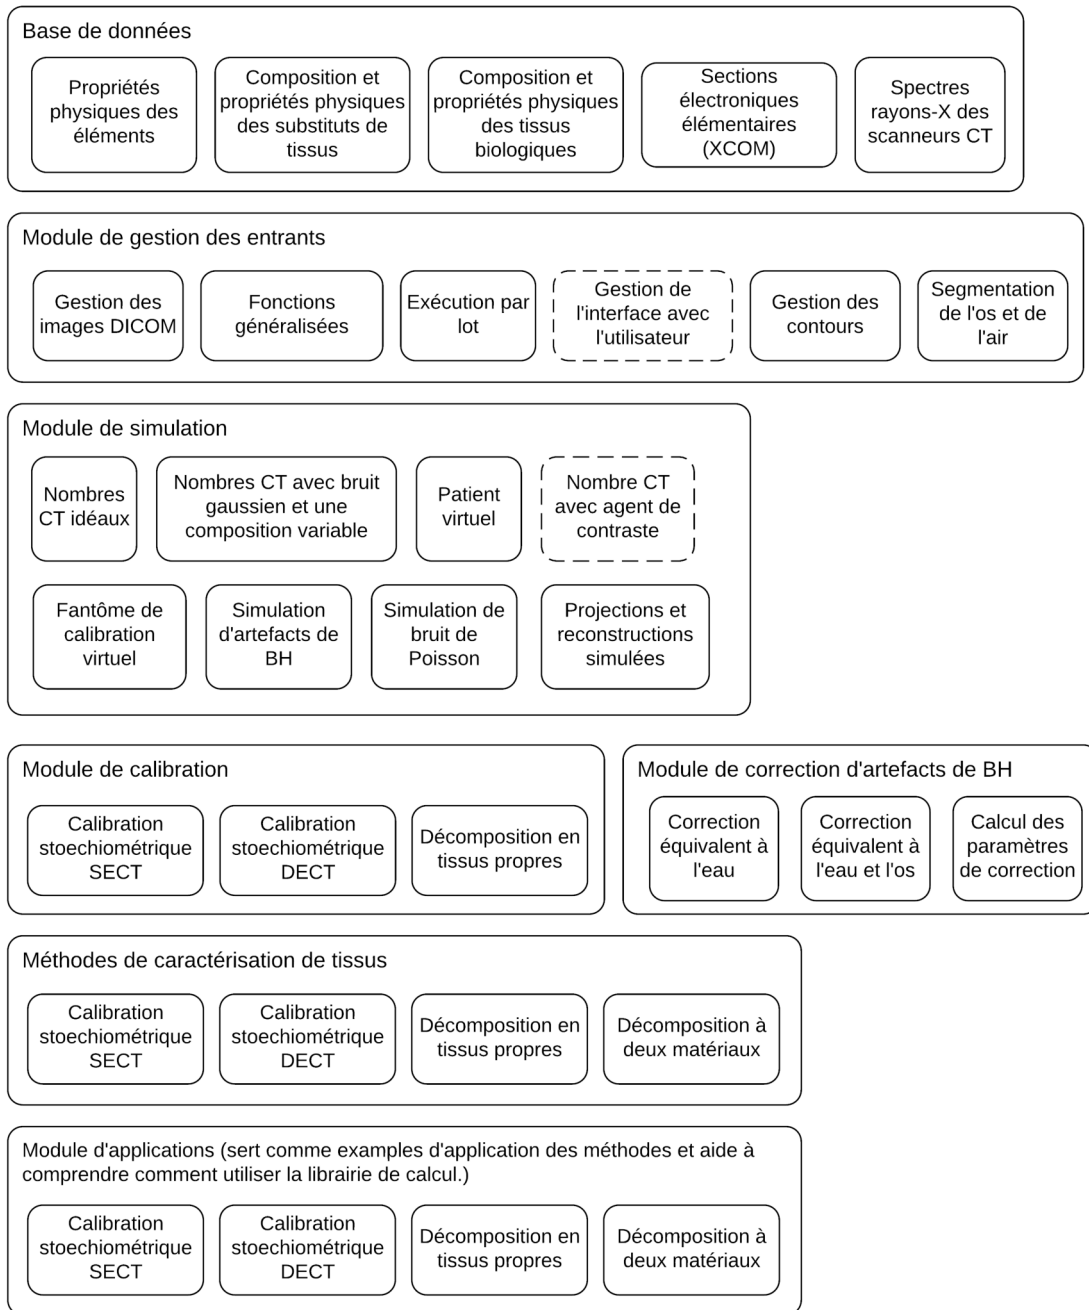 Base de données
Propriétés
physiques des
éléments
Composition et
propriétés physiques
des substituts de
tissus
Composition et
propriétés physiques
des tissus
biologiques
Sections
électroniques
élémentaires
(XCOM)
Spectres
rayons-X des
scanneurs CT
Module de gestion des entrants
Gestion des
images DICOM
Fonctions
généralisées
Exécution par
lot
Gestion de
l'interface avec
l'utilisateur
Gestion des
contours
Segmentation
de l'os et de
l'air
Module de simulation
Nombres
CT idéaux
Nombres CT avec bruit
gaussien et une
composition variable
Patient
virtuel
Nombre CT
avec agent de
contraste
Fantôme de
calibration
virtuel
Simulation
d'artefacts de
BH
Simulation de
bruit de
Poisson
Projections et
reconstructions
simulées
Module de calibration
Calibration
stoechiométrique
SECT
Calibration
stoechiométrique
DECT
Décomposition en
tissus propres
Module de correction d'artefacts de BH
Correction
équivalent à
l'eau
Correction
équivalent à
l'eau et l'os
Calcul des
paramètres
de correction
Méthodes de caractérisation de tissus
Calibration
stoechiométrique
SECT
Calibration
stoechiométrique
DECT
Décomposition en
tissus propres
Décomposition à
deux matériaux
Module d'applications (sert comme examples d'application des méthodes et aide à
comprendre comment utiliser la librairie de calcul.)
Calibration
stoechiométrique
SECT
Calibration
stoechiométrique
DECT
Décomposition en
tissus propres
Décomposition à
deux matériaux